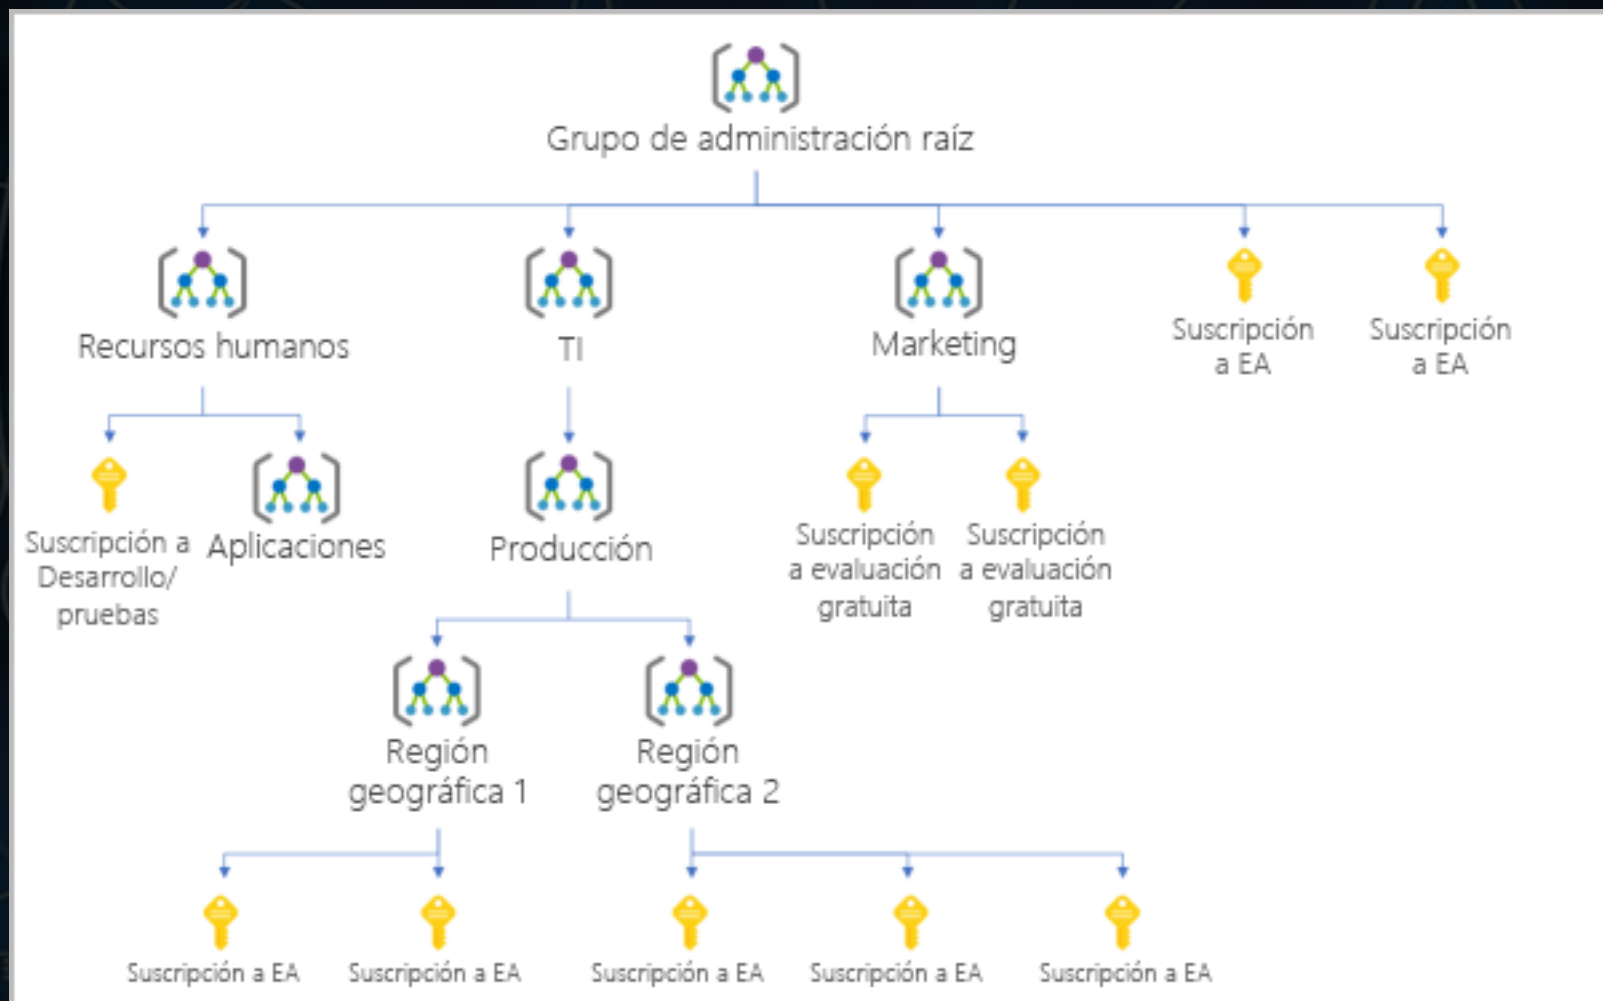 Grupo de administración raíz
Recursos humanos
TI
Marketing
Suscripción
a EA
Suscripción
a EA
Suscripción a
Desarrollo/
pruebas
Aplicaciones
Producción
Suscripción
a evaluación
gratuita
Suscripción
a evaluación
gratuita
Región
geográfica 1
Región
geográfica 2
Suscripción a EA
Suscripción a EA
Suscripción a EA
Suscripción a EA
Suscripción a EA